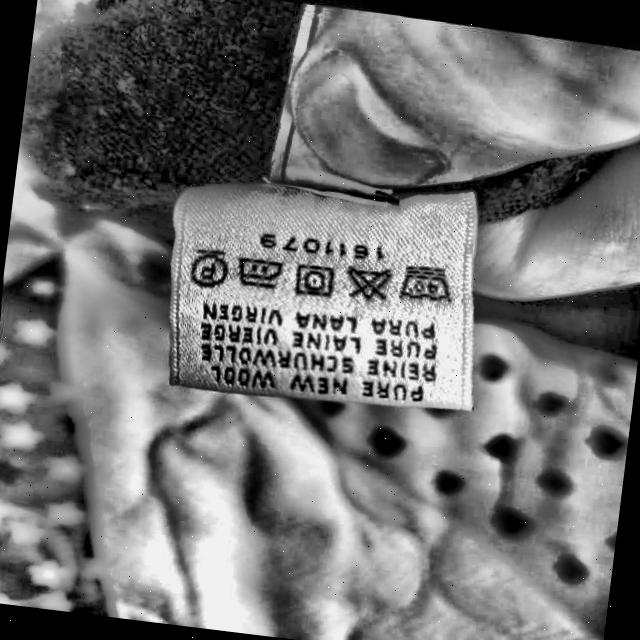 PURE NEW WOOL
REINE SCHURWOLLE
PURE LAINE VIERGE
PURA LANA VIRGEN
P
1611079